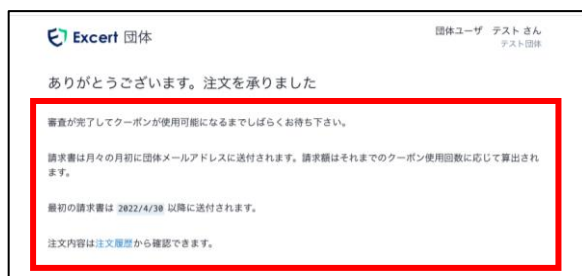 Excert 団体
団体ユーザ テスト さん
テスト団体
ありがとうございます。注文を承りました
審査が完了してクーポンが使用可能になるまでしばらくお待ち下さい。
請求書は月々の月初に団体メールアドレスに送付されます。請求額はそれまでのクーポン使用回数に応じて算出され
ます。
最初の請求書は 2022/4/30 以降に送付されます。
注文内容は注文履歴から確認できます。